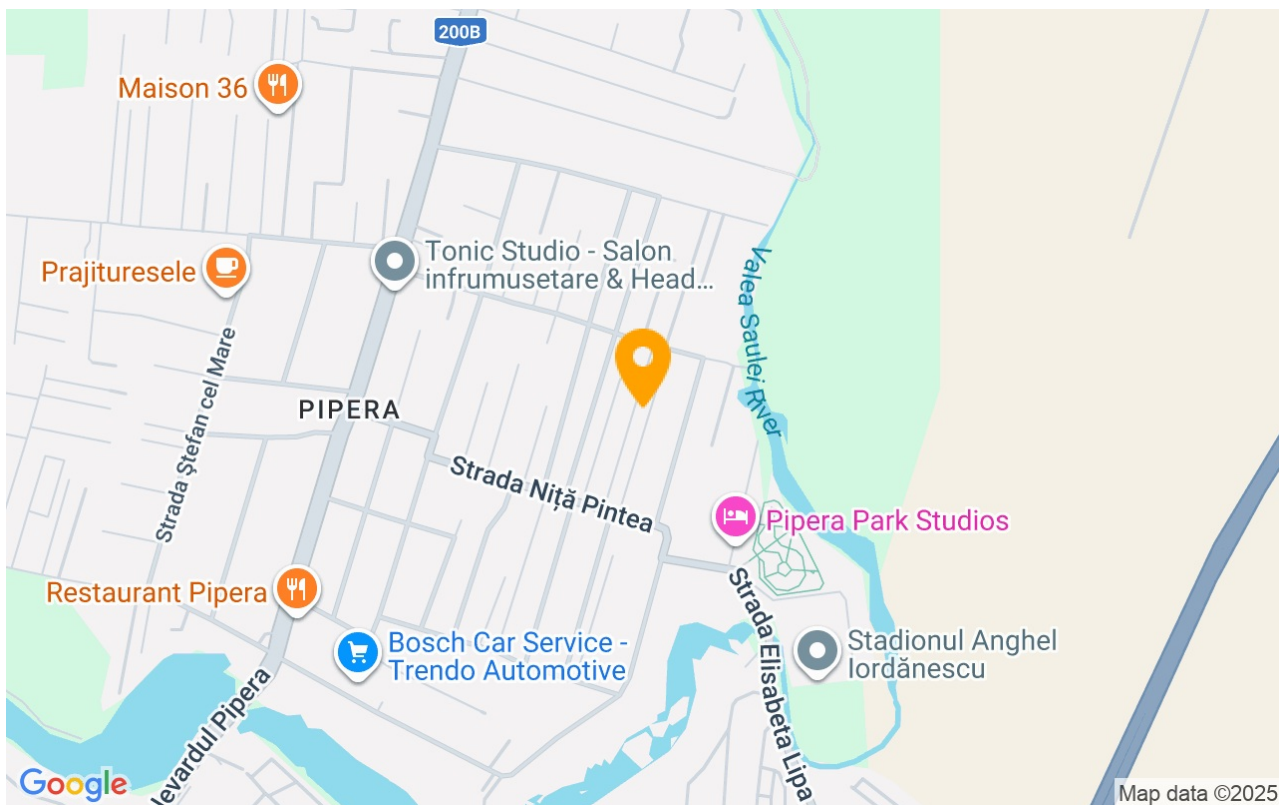 200B
Maison 36
Tonic Studio - Salon
infrumusetare & Head...
Prajituresele
Valea Saulei River
Strada Ștefan cel Mare
PIPERA
Strada Niță Pintea
Pipera Park Studios
Restaurant Pipera
Bosch Car Service -
Trendo Automotive
Strada Elisabeta Lipa
Stadionul Anghel
Iordănescu
levardul Pipera
Google
Map data ©2025